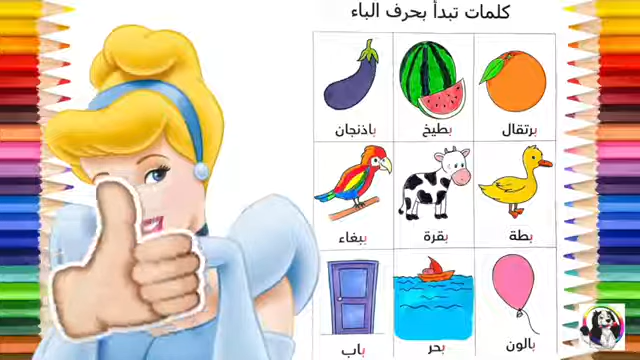 كلمات تبدأ بحرف الباء
برتقال بطيخ باذنجان
بطة بقرة ببغاء
بالون بحر باب